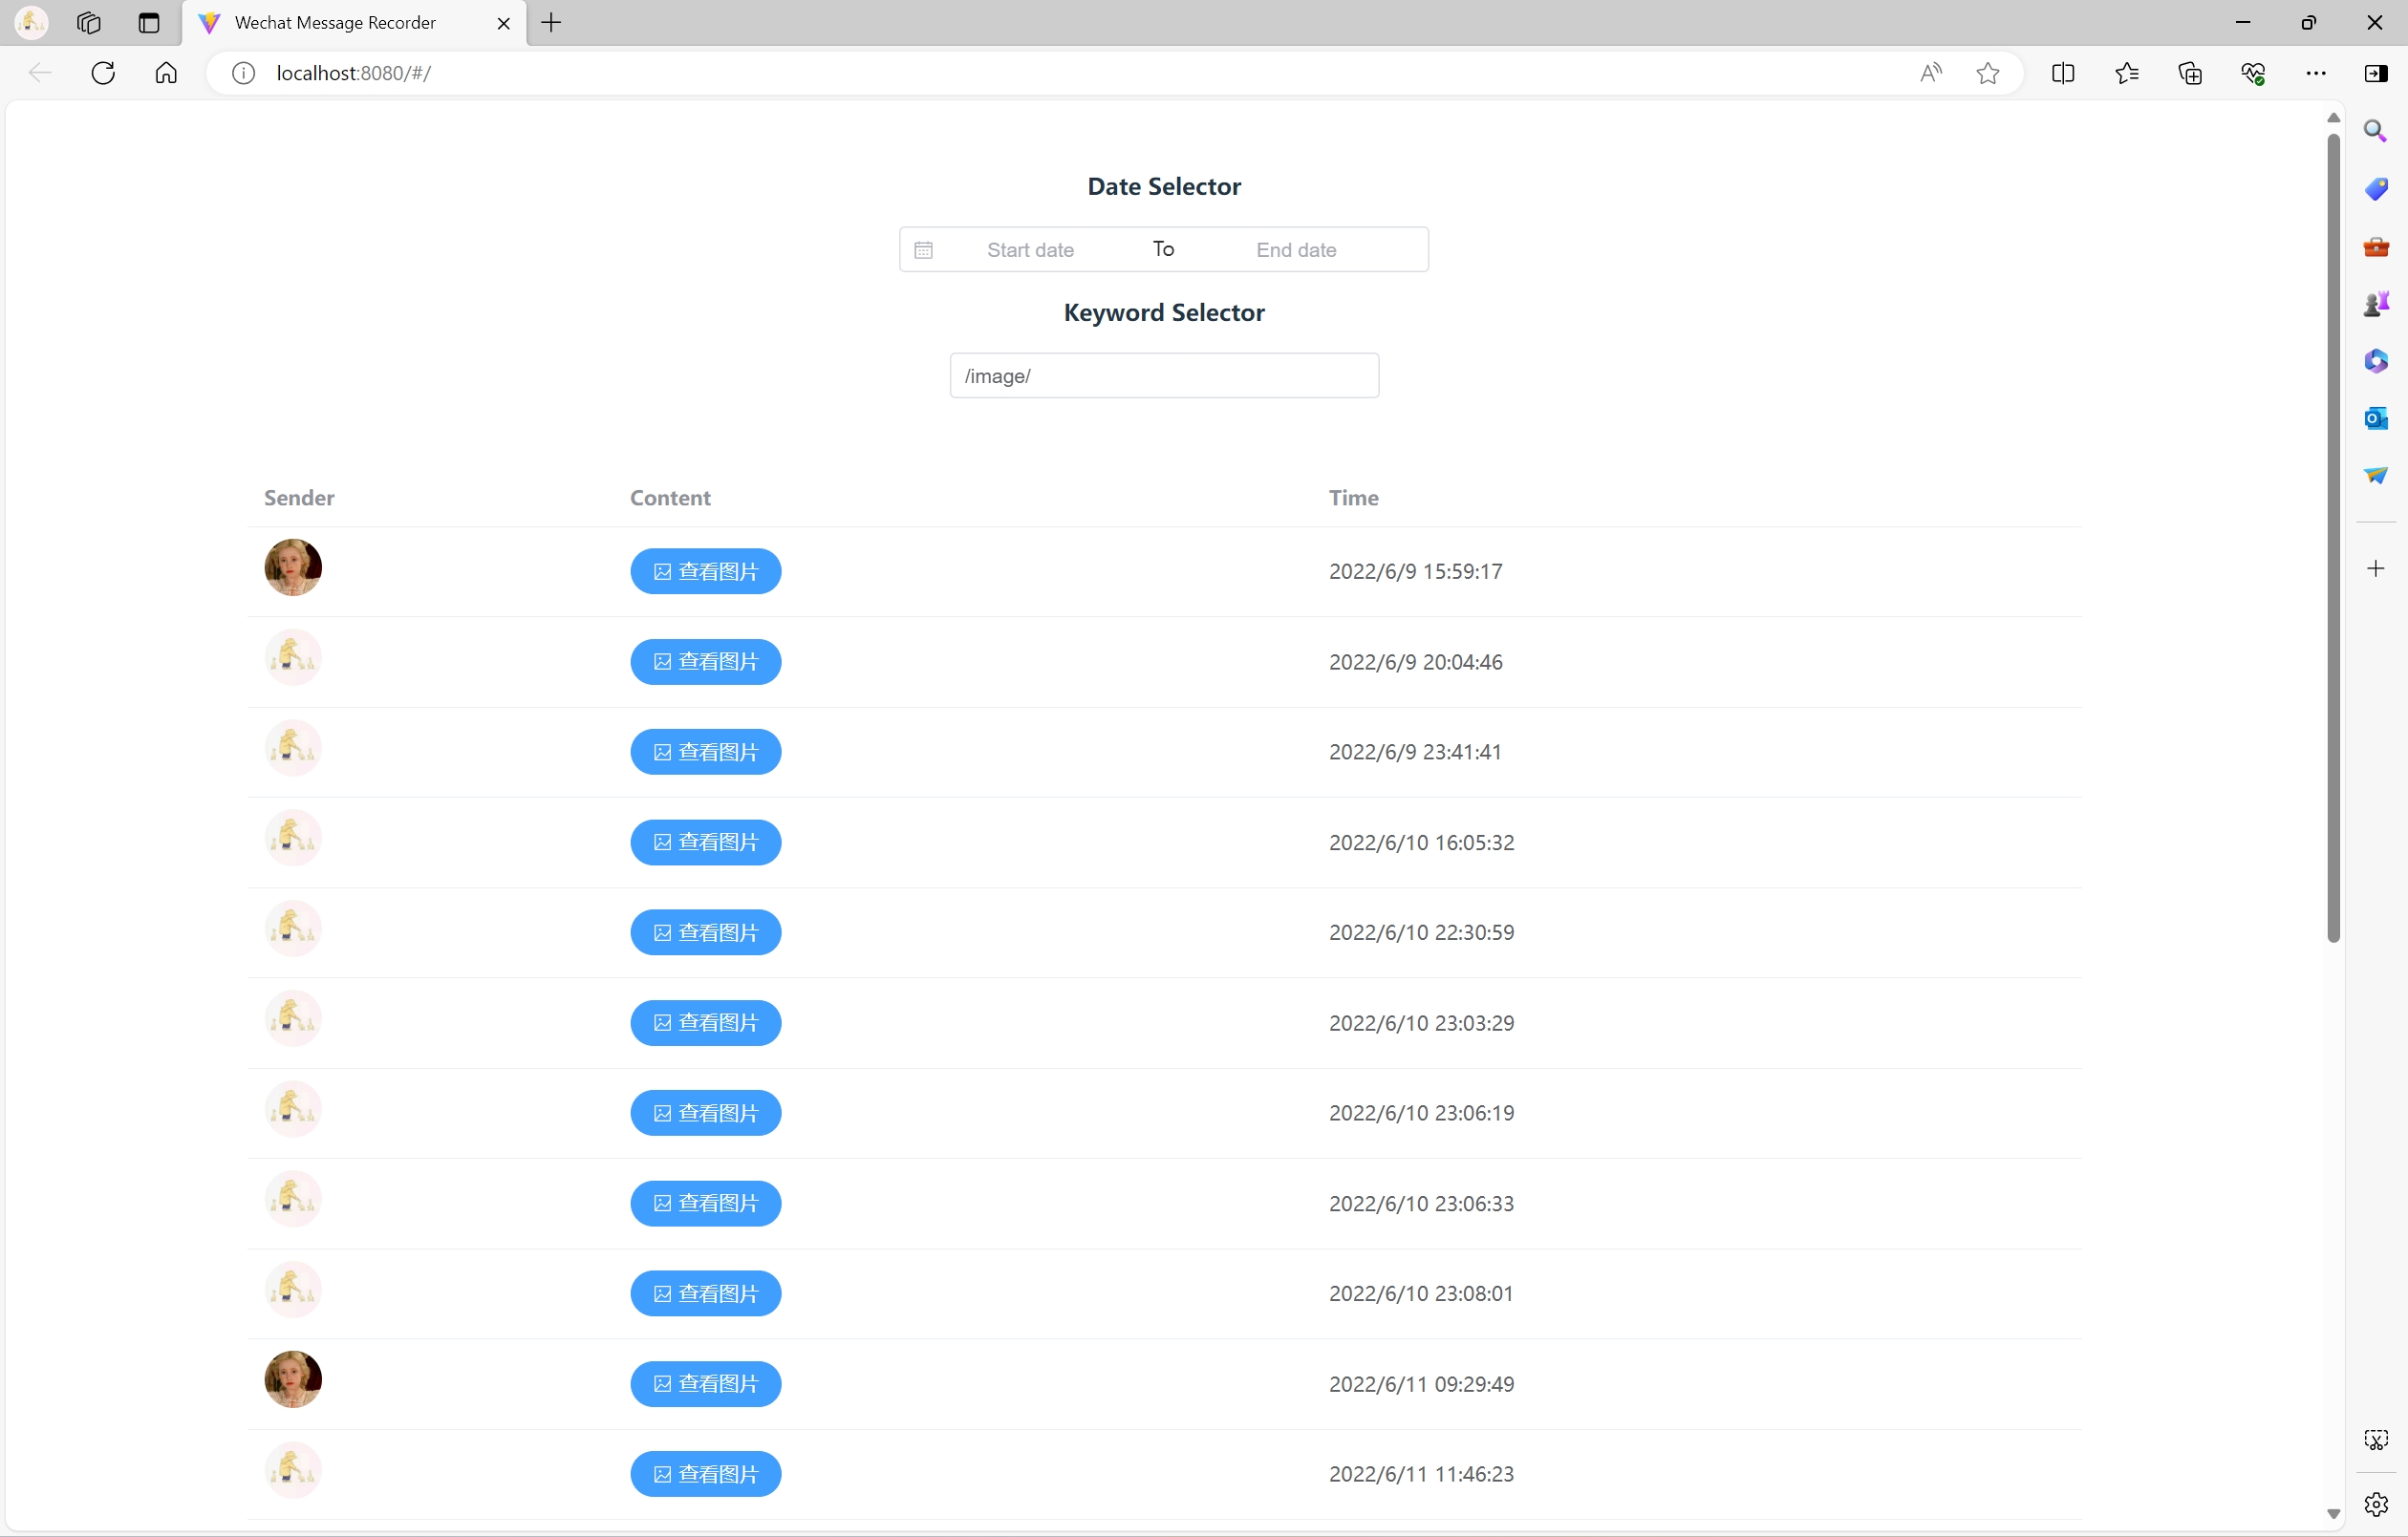 Wechat Message Recorder
localhost:8080/#/
Date Selector
Start date To End date
Keyword Selector
/image/
Sender Content Time
查看图片 2022/6/9 15:59:17
查看图片 2022/6/9 20:04:46
查看图片 2022/6/9 23:41:41
查看图片 2022/6/10 16:05:32
查看图片 2022/6/10 22:30:59
查看图片 2022/6/10 23:03:29
查看图片 2022/6/10 23:06:19
查看图片 2022/6/10 23:06:33
查看图片 2022/6/10 23:08:01
查看图片 2022/6/11 09:29:49
查看图片 2022/6/11 11:46:23